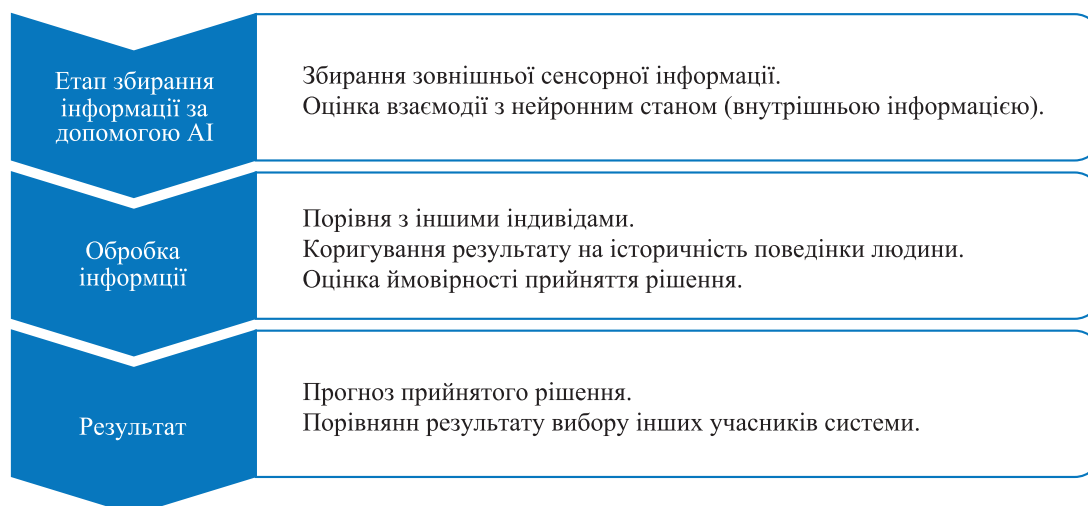 Етап збирання
інформації за
допомогою АІ
Збирання зовнішньої сенсорної інформації.
Оцінка взаємодії з нейронним станом (внутрішньою інформацією).
Обробка
інформції
Порівня з іншими індивідами.
Коригування результату на історичність поведінки людини.
Оцінка ймовірності прийняття рішення.
Результат
Прогноз прийнятого рішення.
Порівнянн результату вибору інших учасників системи.